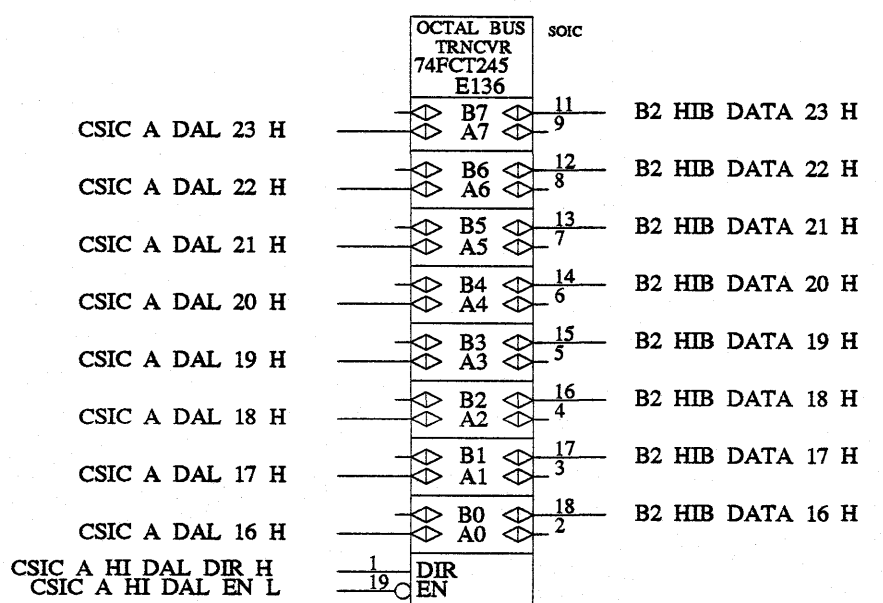 OCTAL BUS SOIC
TRNCVR
74FCT245
E136
B7 11 B2 HIB DATA 23 H
CSIC A DAL 23 H A7 9
B6 12 B2 HIB DATA 22 H
CSIC A DAL 22 H A6 8
B5 13 B2 HIB DATA 21 H
CSIC A DAL 21 H A5 7
B4 14 B2 HIB DATA 20 H
CSIC A DAL 20 H A4 6
B3 15 B2 HIB DATA 19 H
CSIC A DAL 19 H A3 5
B2 16 B2 HIB DATA 18 H
CSIC A DAL 18 H A2 4
B1 17 B2 HIB DATA 17 H
CSIC A DAL 17 H A1 3
B0 18 B2 HIB DATA 16 H
CSIC A DAL 16 H A0 2
CSIC A HI DAL DIR H 1 DIR
CSIC A HI DAL EN L 19 EN